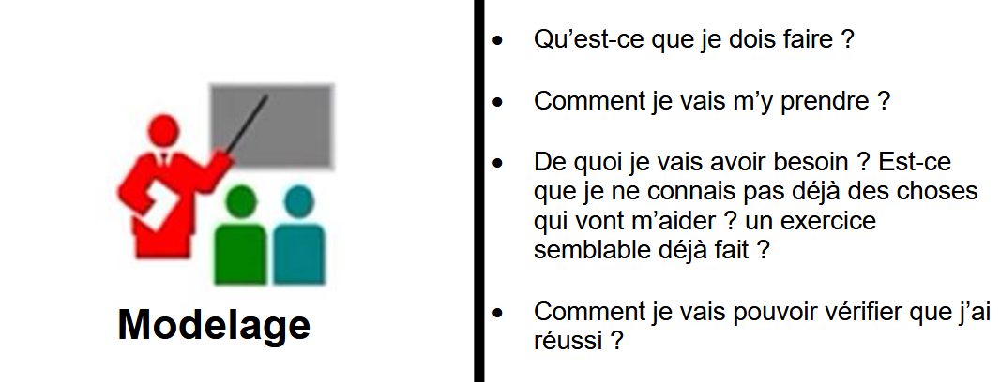 Modelage
• Qu’est-ce que je dois faire ?
• Comment je vais m’y prendre ?
• De quoi je vais avoir besoin ? Est-ce
que je ne connais pas déjà des choses
qui vont m’aider ? un exercice
semblable déjà fait ?
• Comment je vais pouvoir vérifier que j’ai
réussi ?